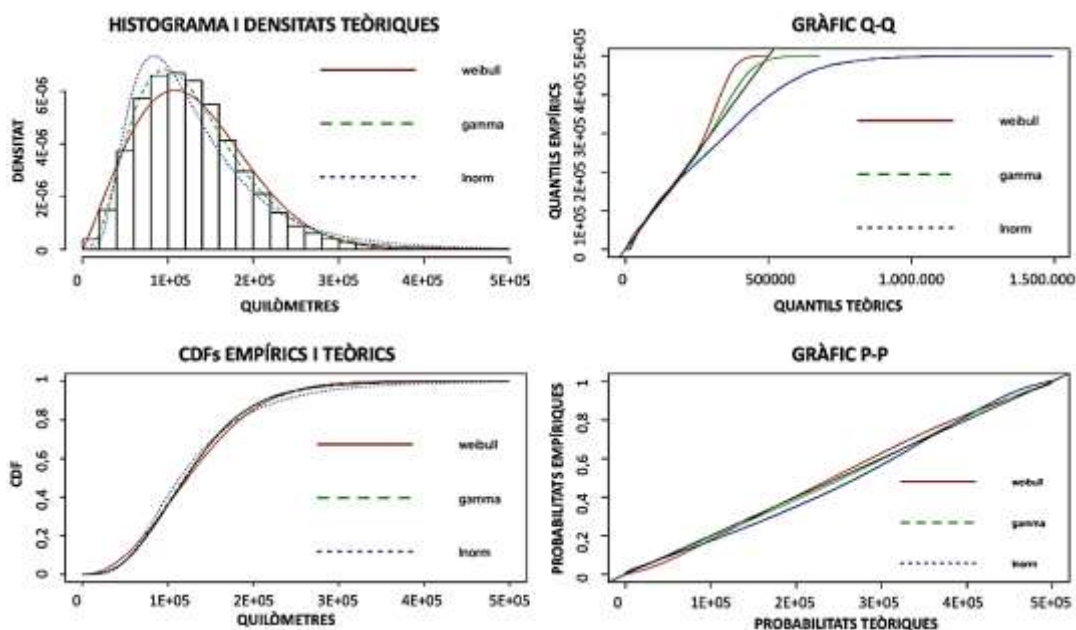 HISTOGRAMA I DENSITATS TEÒRIQUES
DENSITAT
0 2E-06 4E-06 6E-06
weibull
gamma
lnorm
0 1E+05 2E+05 3E+05 4E+05 5E+05
QUILÒMETRES
GRÀFIC Q-Q
QUANTILS EMPÍRICS
0 1E+05 2E+05 3E+05 4E+05 5E+05
weibull
gamma
lnorm
0 500000 1.000.000 1.500.000
QUANTILS TEÒRICS
CDFs EMPÍRICS I TEÒRICS
CDF
0 0,2 0,4 0,6 0,8 1
weibull
gamma
lnorm
0 1E+05 2E+05 3E+05 4E+05 5E+05
QUILÒMETRES
GRÀFIC P-P
PROBABILITATS EMPÍRIQUES
0 0,2 0,4 0,6 0,8 1
weibull
gamma
lnorm
0 1E+05 2E+05 3E+05 4E+05 5E+05
PROBABILITATS TEÒRIQUES